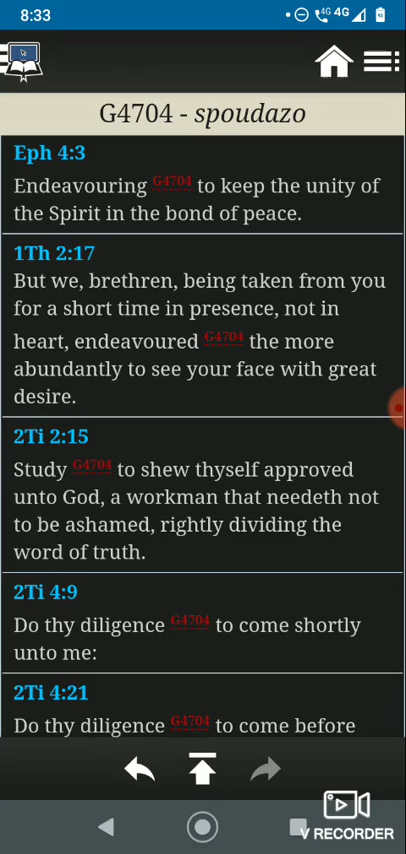 8:33
4G 4G
G4704 - spoudazo
Eph 4:3
Endeavouring G4704 to keep the unity of
the Spirit in the bond of peace.
1Th 2:17
But we, brethren, being taken from you
for a short time in presence, not in
heart, endeavoured G4704 the more
abundantly to see your face with great
desire.
2Ti 2:15
Study G4704 to shew thyself approved
unto God, a workman that needeth not
to be ashamed, rightly dividing the
word of truth.
2Ti 4:9
Do thy diligence G4704 to come shortly
unto me:
2Ti 4:21
Do thy diligence G4704 to come before
V RECORDER